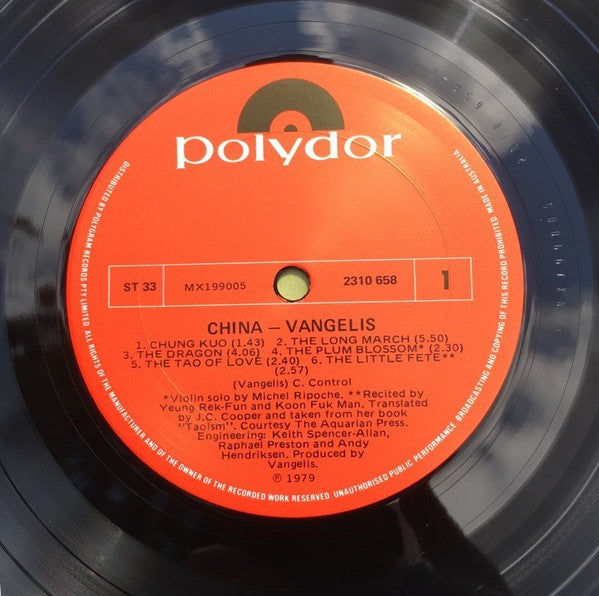 polydor
ST 33
MX199005
2310 658
1
CHINA — VANGELIS
1. CHUNG KUO (1.43) 2. THE LONG MARCH (5.50)
3. THE DRAGON (4.06) 4. THE PLUM BLOSSOM* (2.30)
5. THE TAO OF LOVE (2.40) 6. THE LITTLE FETE**
(2.57)
(Vangelis) C. Control
*Violin solo by Michel Ripoche, **Recited by
Yeung Rek-Fun and Koon Fuk Man. Translated
by J.C. Cooper and taken from her book
"Taolsm". Courtesy The Aquarian Press.
Engineering: Keith Spencer-Allan,
Raphael Preston and Andy
Hendriksen. Produced by
Vangelis.
℗ 1979
DISTRIBUTED BY POLYGRAM RECORDS PTY LIMITED. ALL RIGHTS OF THE MANUFACTURER AND OF THE OWNER OF THE RECORDED WORK RESERVED. UNAUTHORISED PUBLIC PERFORMANCE, BROADCASTING AND COPYING OF THIS RECORD PROHIBITED. MADE IN AUSTRALIA